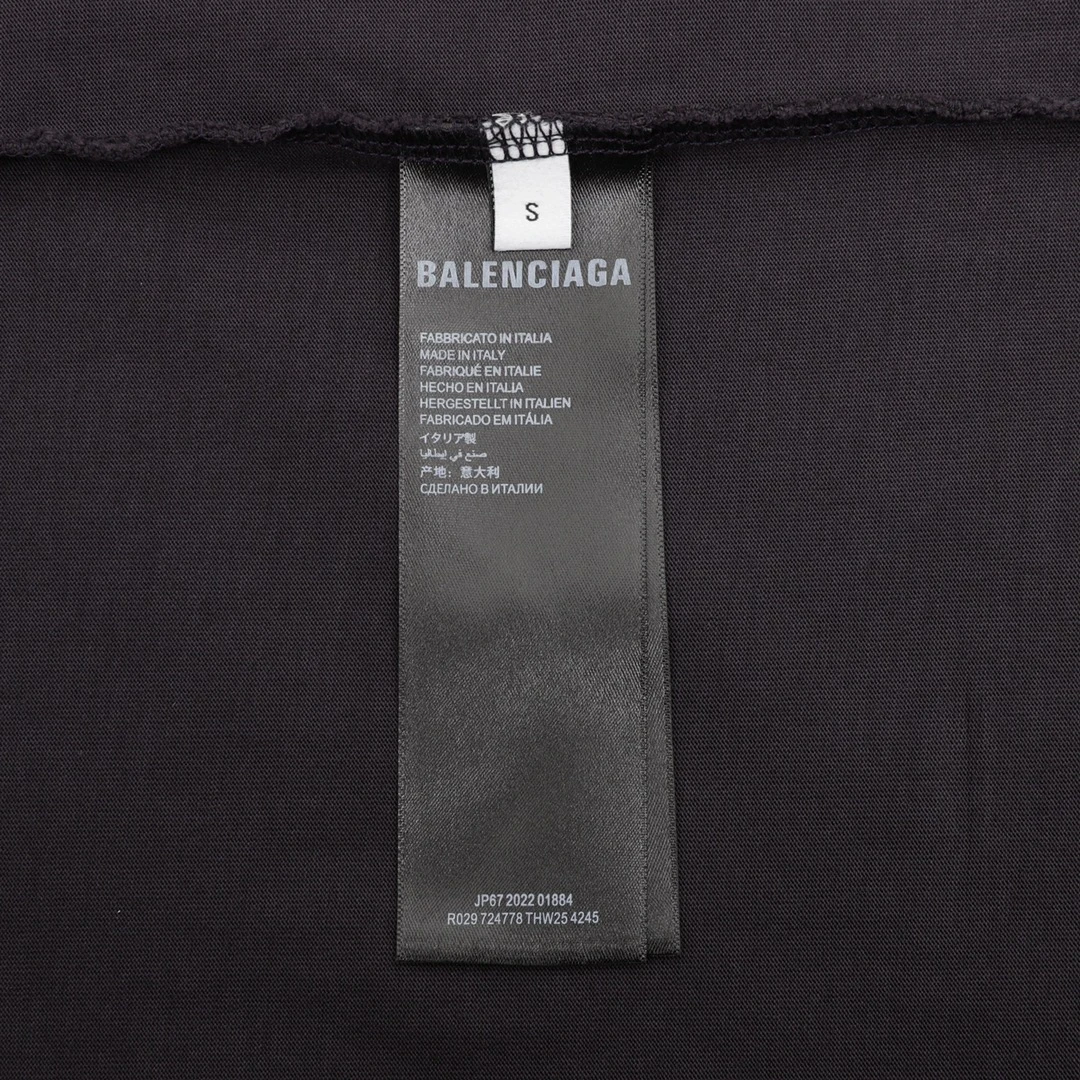 S
BALENCIAGA
FABBRICATO IN ITALIA
MADE IN ITALY
FABRIQUÉ EN ITALIE
HECHO EN ITALIA
HERGESTELLT IN ITALIEN
FABRICADO EM ITÁLIA
イタリア製
صنع في إيطاليا
产地：意大利
СДЕЛАНО В ИТАЛИИ
JP67 2022 01884
R029 724778 THW25 4245